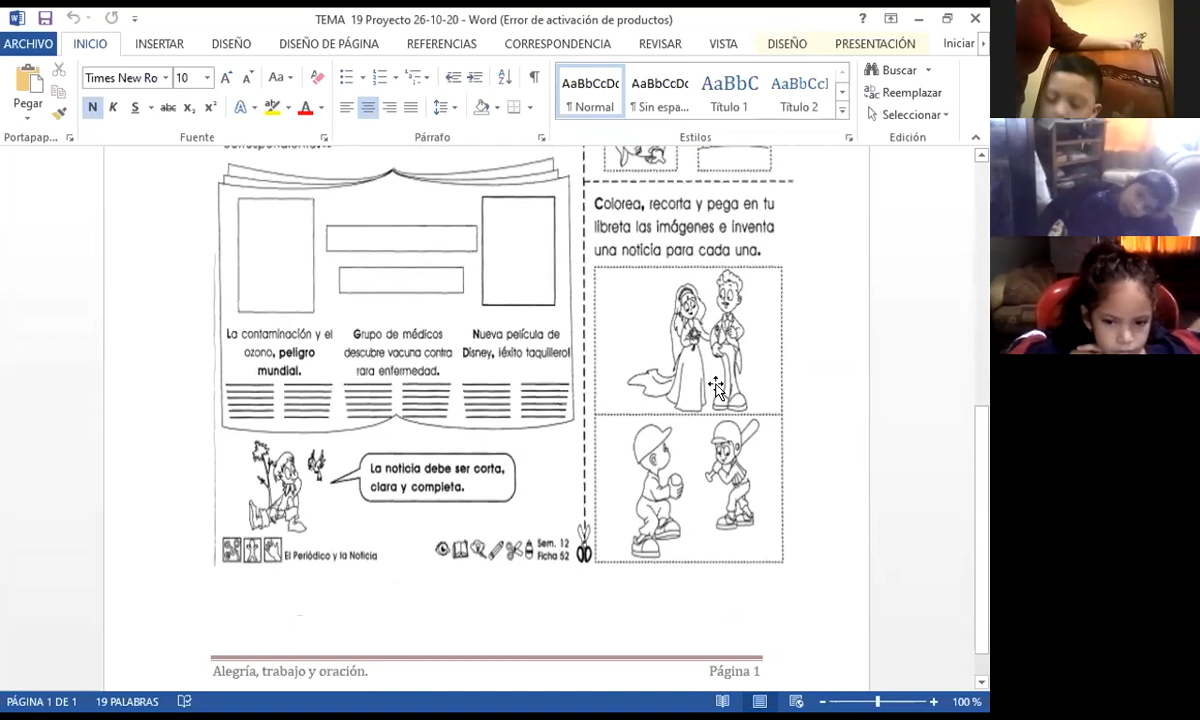 TEMA 19 Proyecto 26-10-20 - Word (Error de activación de productos)
ARCHIVO INICIO INSERTAR DISEÑO DISEÑO DE PÁGINA REFERENCIAS CORRESPONDENCIA REVISAR VISTA DISEÑO PRESENTACIÓN Iniciar
Pegar
Times New Ro 10
N K S abc x₂ x²
Portapap...
Fuente
Párrafo
AaBbCcDc AaBbCcDc AaBbC AaBbCcI
¶ Normal ¶ Sin espa... Título 1 Título 2
Estilos
Buscar
Reemplazar
Seleccionar
Edición
La contaminación y el
ozono, peligro
mundial.
Grupo de médicos
descubre vacuna contra
rara enfermedad.
Nueva película de
Disney, ¡éxito taquillero!
La noticia debe ser corta,
clara y completa.
El Periódico y la Noticia
Sem. 12
Ficha 52
Colorea, recorta y pega en tu
libreta las imágenes e inventa
una noticia para cada una.
Alegría, trabajo y oración.
Página 1
PÁGINA 1 DE 1 19 PALABRAS 100 %